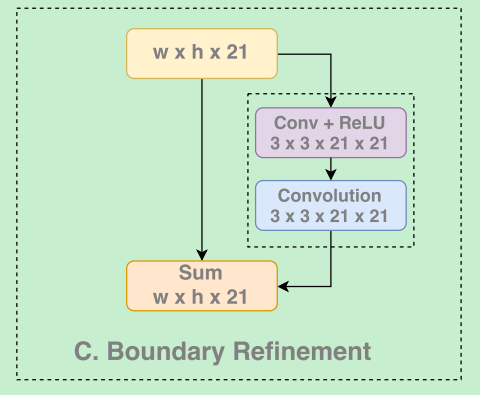 w x h x 21
Conv + ReLU
3 x 3 x 21 x 21
Convolution
3 x 3 x 21 x 21
Sum
w x h x 21
C. Boundary Refinement